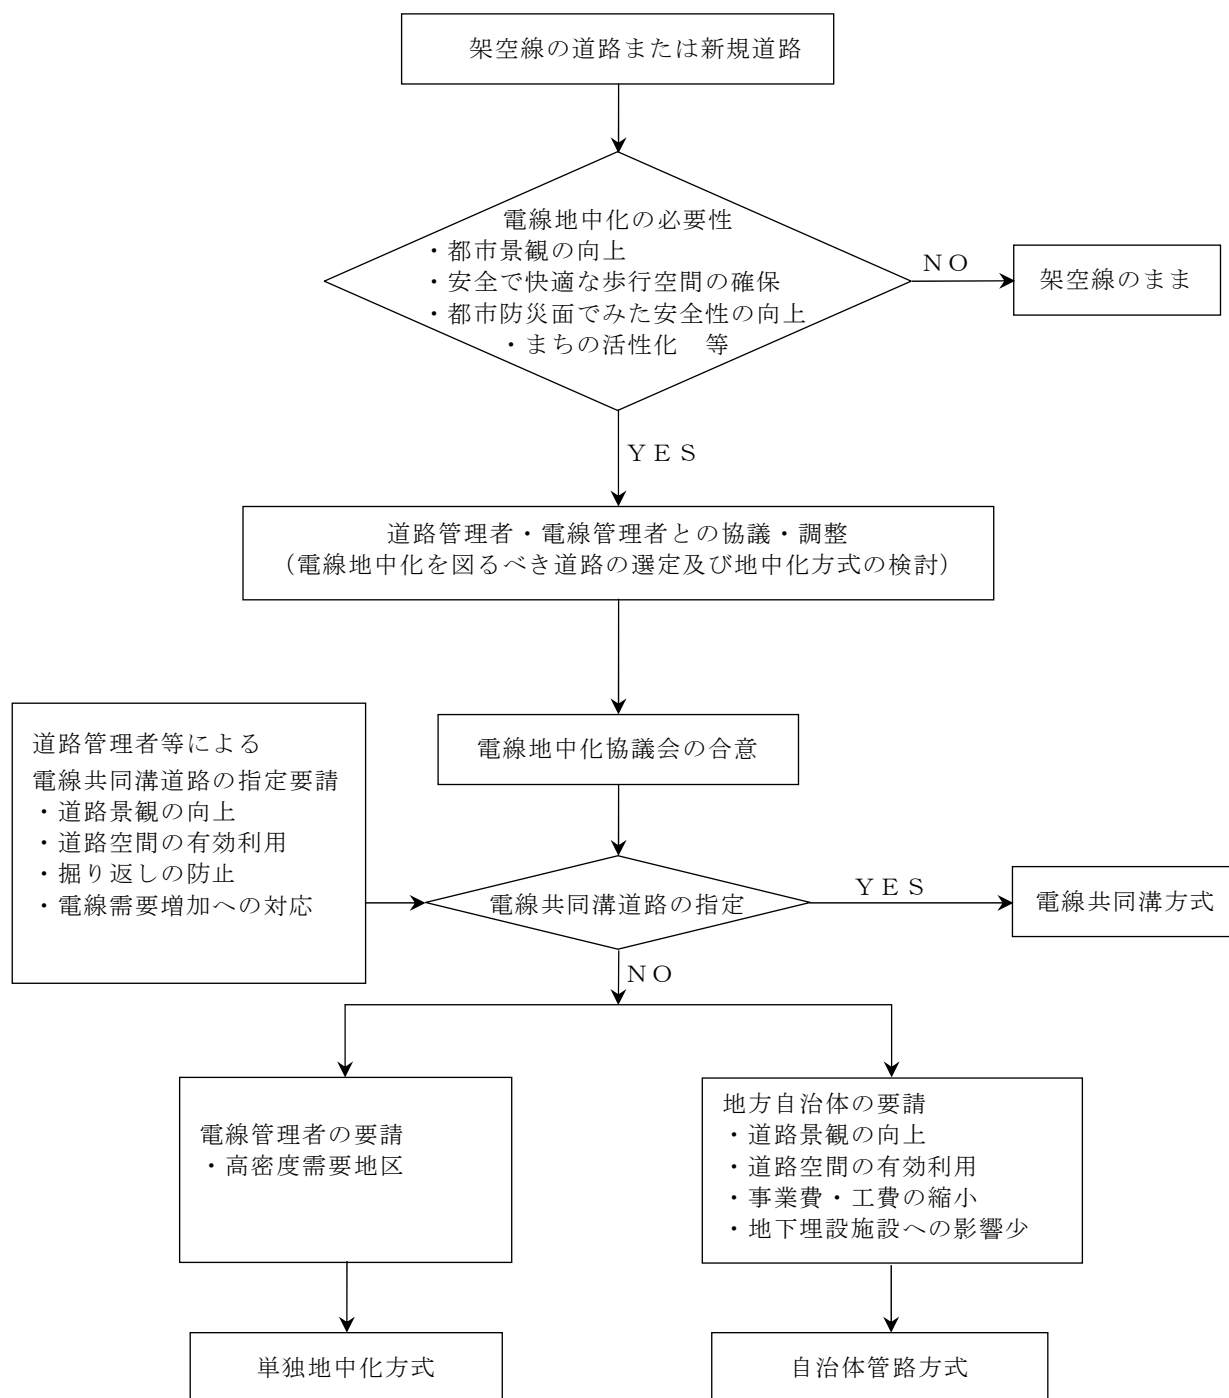 架空線の道路または新規道路
電線地中化の必要性
・都市景観の向上
・安全で快適な歩行空間の確保
・都市防災面でみた安全性の向上
・まちの活性化　等
ＮＯ
架空線のまま
ＹＥＳ
道路管理者・電線管理者との協議・調整
（電線地中化を図るべき道路の選定及び地中化方式の検討）
電線地中化協議会の合意
道路管理者等による
電線共同溝道路の指定要請
・道路景観の向上
・道路空間の有効利用
・掘り返しの防止
・電線需要増加への対応
電線共同溝道路の指定
ＹＥＳ
電線共同溝方式
ＮＯ
電線管理者の要請
・高密度需要地区
地方自治体の要請
・道路景観の向上
・道路空間の有効利用
・事業費・工費の縮小
・地下埋設施設への影響少
単独地中化方式
自治体管路方式